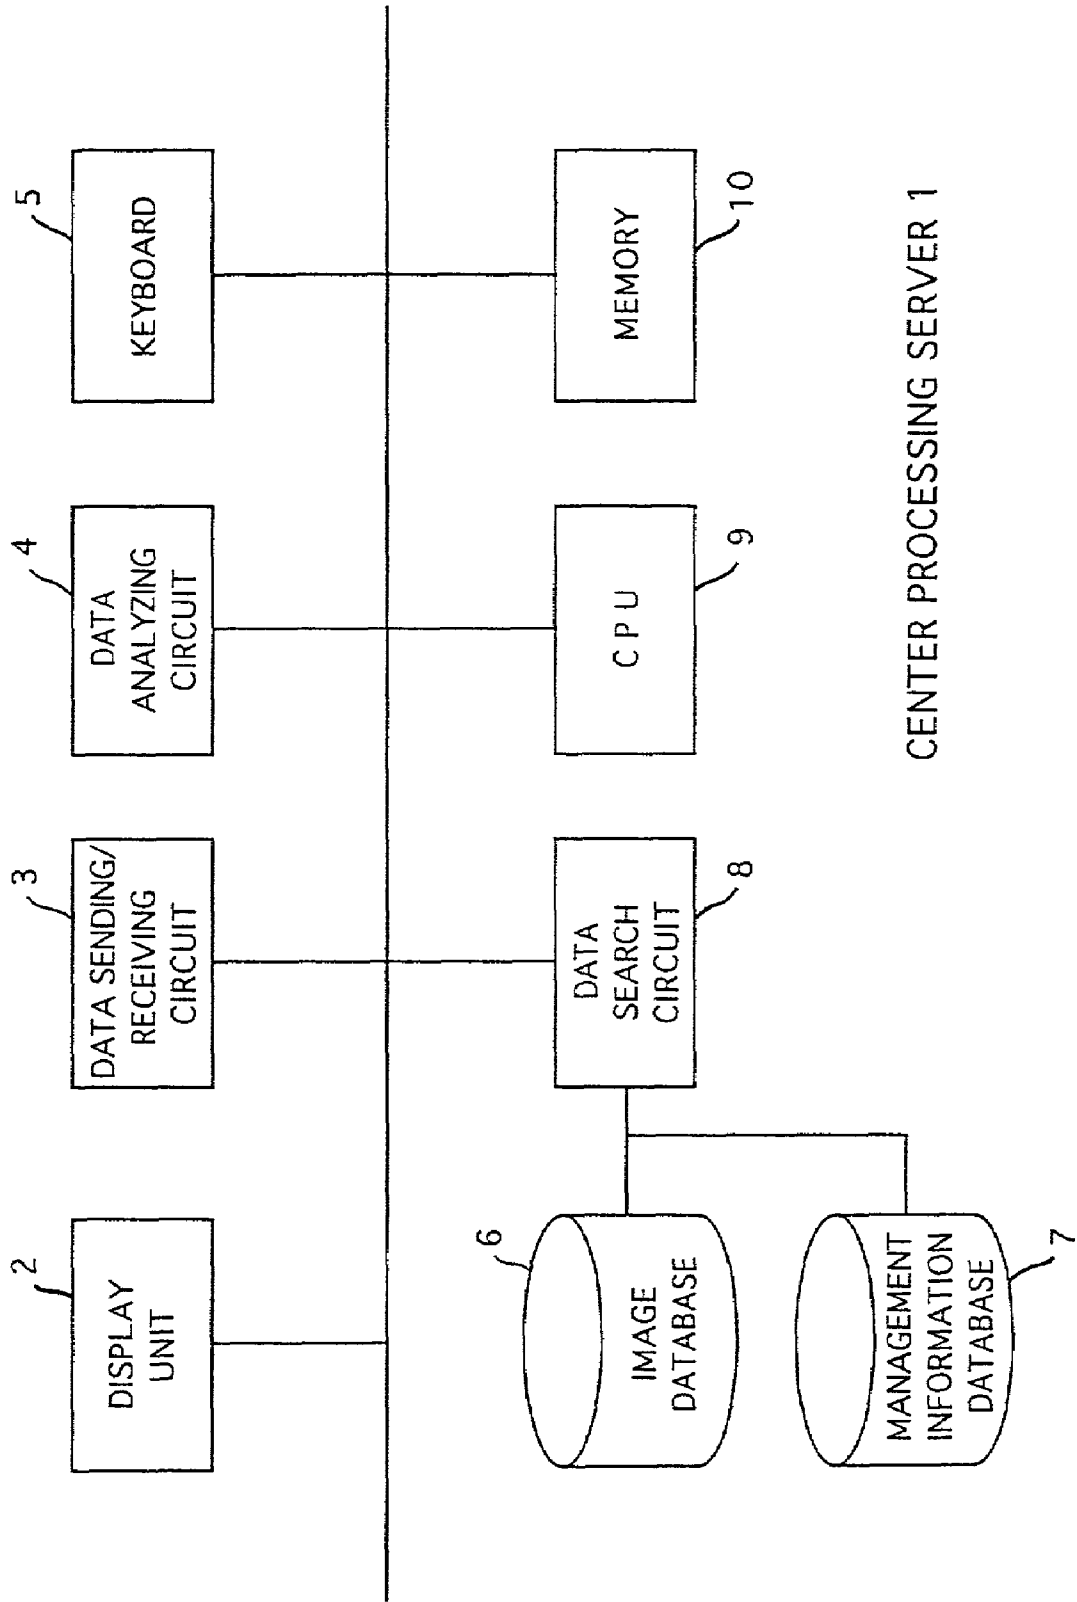 2
DISPLAY
UNIT
3
DATA SENDING/
RECEIVING
CIRCUIT
4
DATA
ANALYZING
CIRCUIT
5
KEYBOARD
6
IMAGE
DATABASE
7
MANAGEMENT
INFORMATION
DATABASE
8
DATA
SEARCH
CIRCUIT
9
CPU
10
MEMORY
CENTER PROCESSING SERVER 1